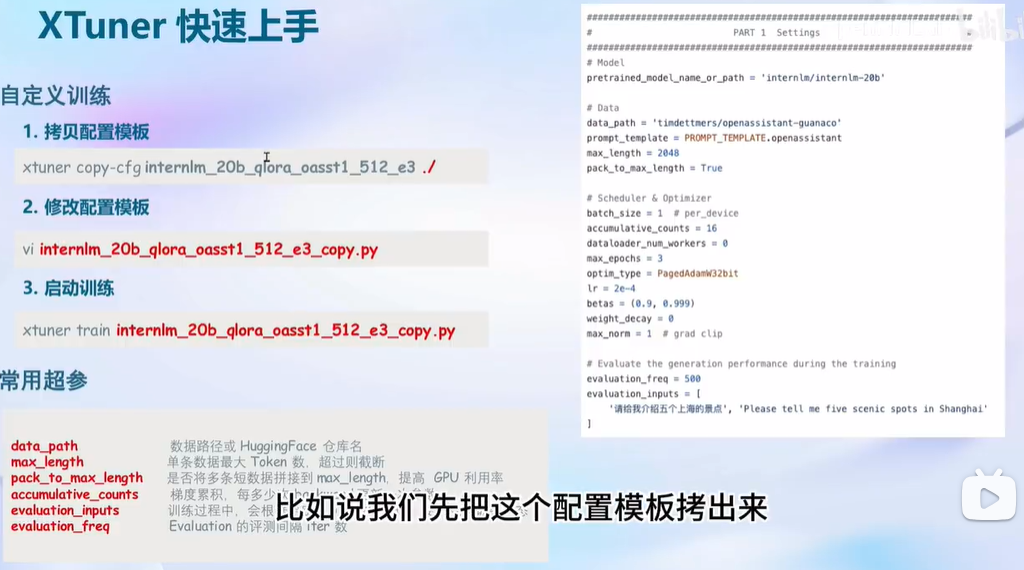 XTuner 快速上手
自定义训练
1. 拷贝配置模板
xtuner copy-cfg internlm_20b_qlora_oasst1_512_e3 ./
2. 修改配置模板
vi internlm_20b_qlora_oasst1_512_e3_copy.py
3. 启动训练
xtuner train internlm_20b_qlora_oasst1_512_e3_copy.py
常用超参
data_path 数据路径或 HuggingFace 仓库名
max_length 单条数据最大 Token 数，超过则截断
pack_to_max_length 是否将多条短数据拼接到 max_length，提高 GPU 利用率
accumulative_counts 梯度累积，每多少
evaluation_inputs 训练过程中，会根
evaluation_freq Evaluation 的评测间隔 iter 数
#######################################################################
# PART 1 Settings #
#######################################################################
# Model
pretrained_model_name_or_path = 'internlm/internlm-20b'
# Data
data_path = 'timdettmers/openassistant-guanaco'
prompt_template = PROMPT_TEMPLATE.openassistant
max_length = 2048
pack_to_max_length = True
# Scheduler & Optimizer
batch_size = 1 # per_device
accumulative_counts = 16
dataloader_num_workers = 0
max_epochs = 3
optim_type = PagedAdamW32bit
lr = 2e-4
betas = (0.9, 0.999)
weight_decay = 0
max_norm = 1 # grad clip
# Evaluate the generation performance during the training
evaluation_freq = 500
evaluation_inputs = [
'请给我介绍五个上海的景点', 'Please tell me five scenic spots in Shanghai'
]
比如说我们先把这个配置模板拷出来